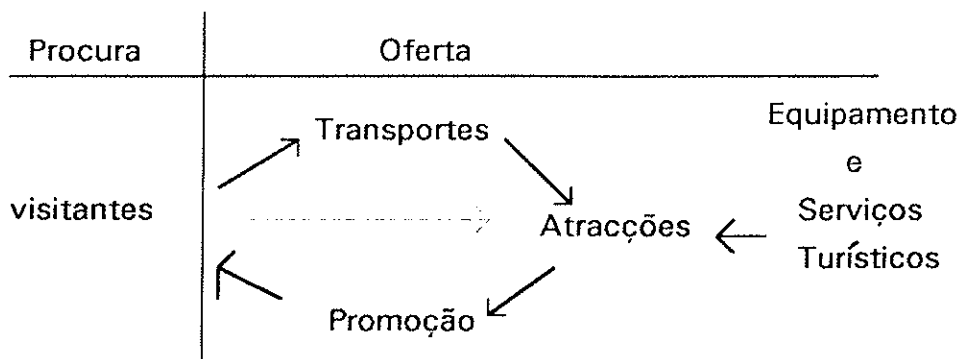 Procura
Oferta
Transportes
Equipamento
e
Serviços
Turísticos
visitantes
Atracções
Promoção